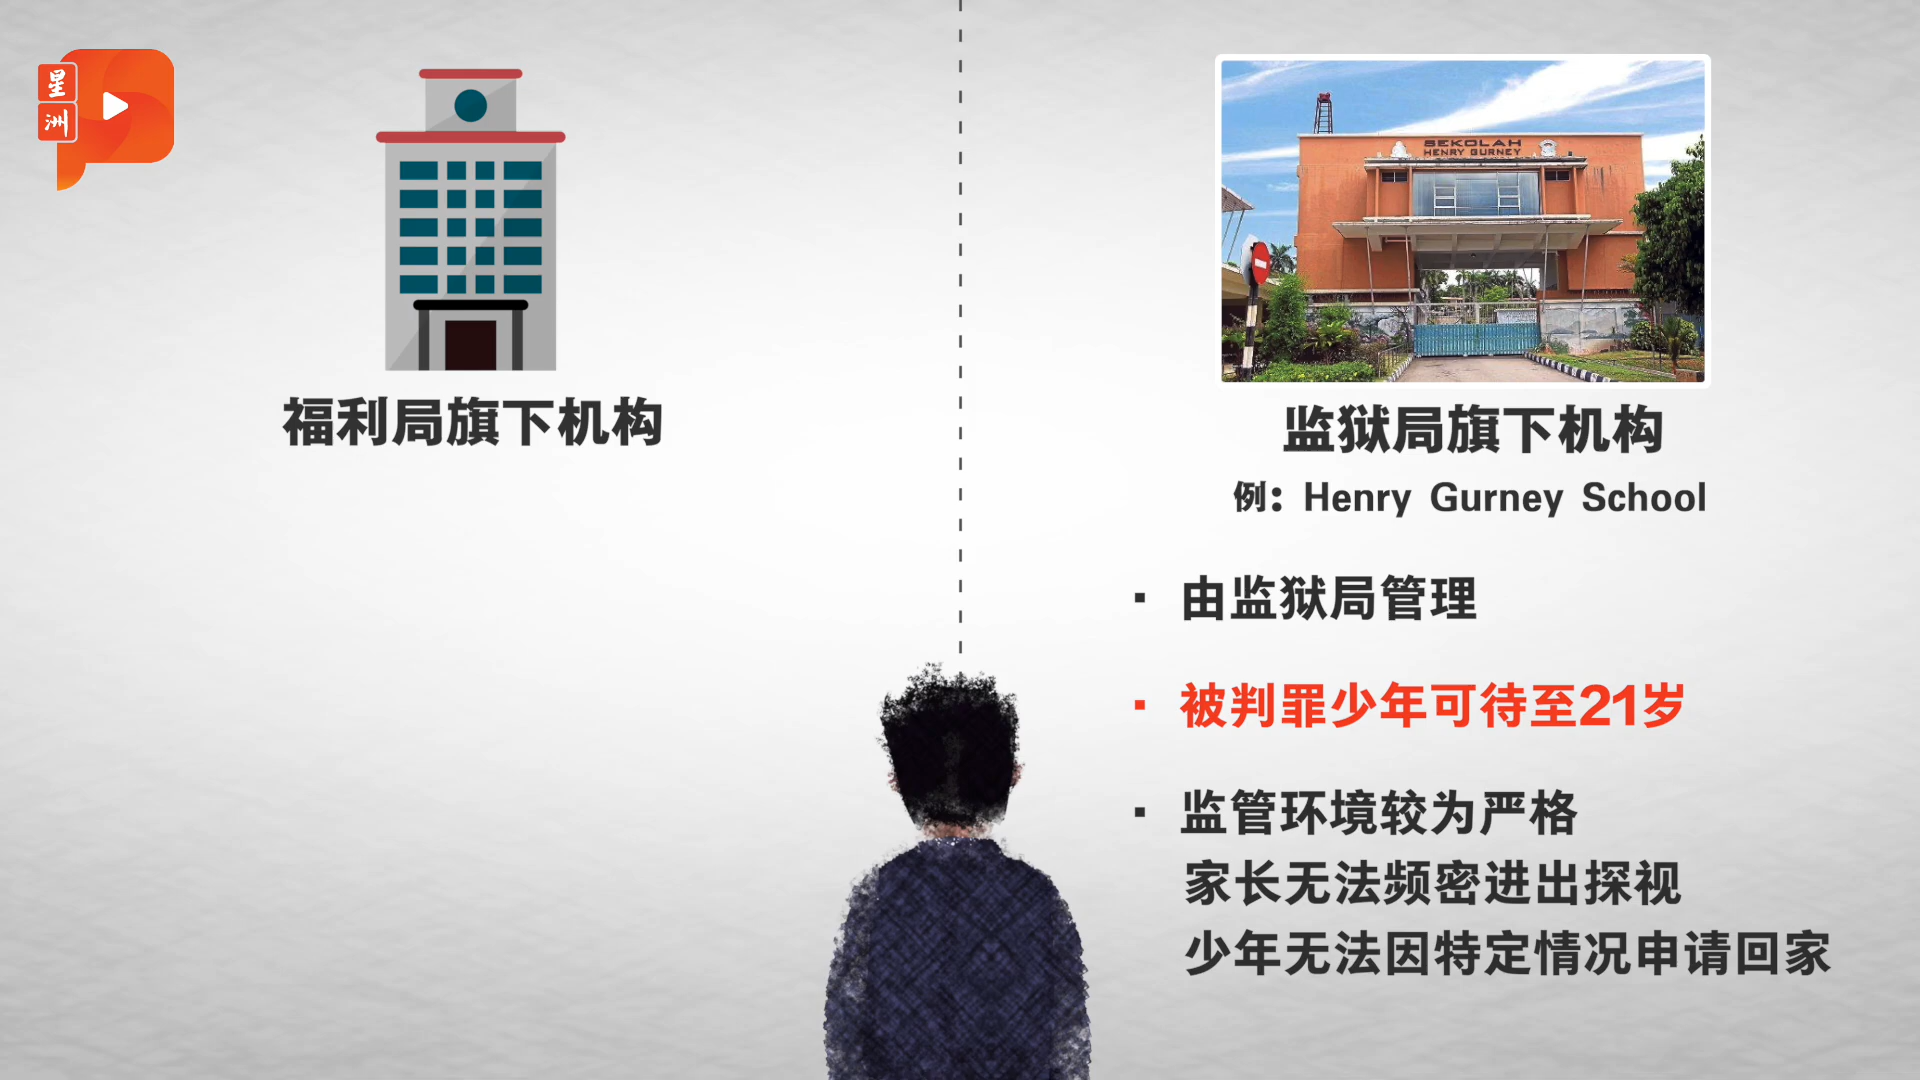 星洲
福利局旗下机构
SEKOLAH
HENRY GURNEY
监狱局旗下机构
例：Henry Gurney School
· 由监狱局管理
· 被判罪少年可待至21岁
· 监管环境较为严格
家长无法频密进出探视
少年无法因特定情况申请回家